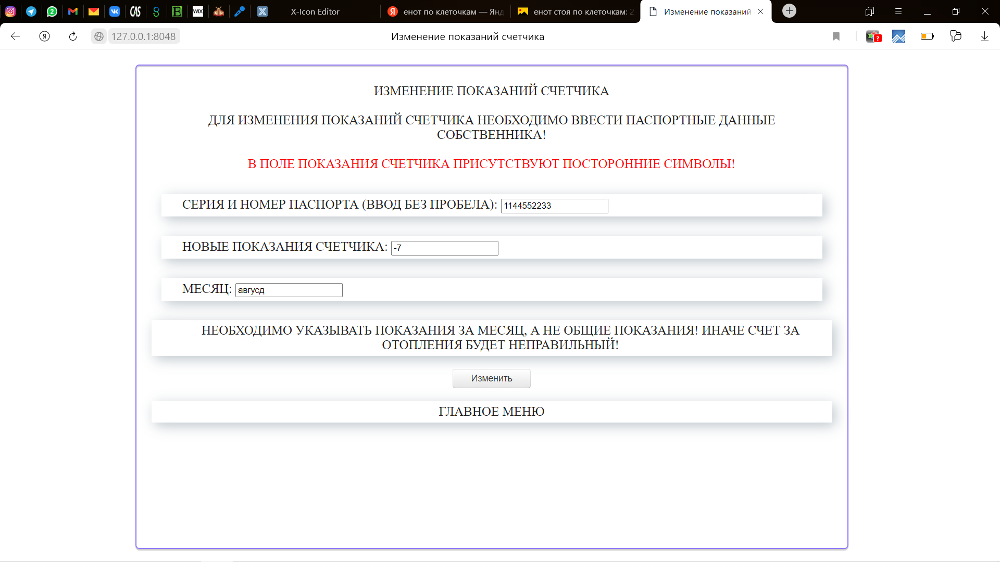 X-Icon Editor
енот по клеточкам — Янд
енот стоя по клеточкам: 2
Изменение показаний
127.0.0.1:8048
Изменение показаний счетчика
ИЗМЕНЕНИЕ ПОКАЗАНИЙ СЧЕТЧИКА
ДЛЯ ИЗМЕНЕНИЯ ПОКАЗАНИЙ СЧЕТЧИКА НЕОБХОДИМО ВВЕСТИ ПАСПОРТНЫЕ ДАННЫЕ
СОБСТВЕННИКА!
В ПОЛЕ ПОКАЗАНИЯ СЧЕТЧИКА ПРИСУТСТВУЮТ ПОСТОРОННИЕ СИМВОЛЫ!
СЕРИЯ И НОМЕР ПАСПОРТА (ВВОД БЕЗ ПРОБЕЛА): 1144552233
НОВЫЕ ПОКАЗАНИЯ СЧЕТЧИКА: -7
МЕСЯЦ: авгусд
НЕОБХОДИМО УКАЗЫВАТЬ ПОКАЗАНИЯ ЗА МЕСЯЦ, А НЕ ОБЩИЕ ПОКАЗАНИЯ! ИНАЧЕ СЧЕТ ЗА
ОТОПЛЕНИЯ БУДЕТ НЕПРАВИЛЬНЫЙ!
Изменить
ГЛАВНОЕ МЕНЮ